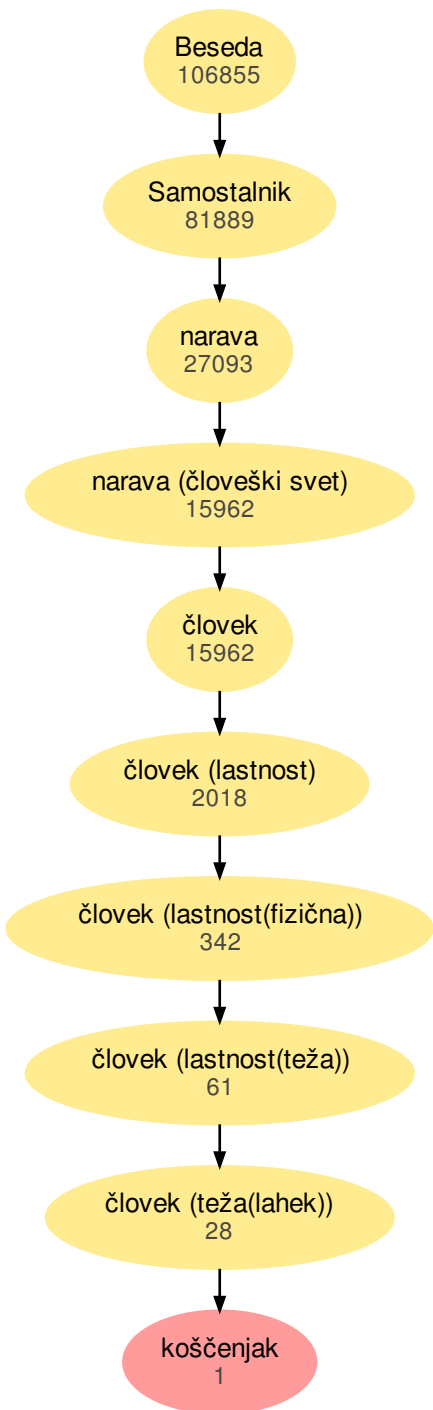 Beseda
106855
Samostalnik
81889
narava
27093
narava (človeški svet)
15962
človek
15962
človek (lastnost)
2018
človek (lastnost(fizična))
342
človek (lastnost(teža))
61
človek (teža(lahek))
28
koščenjak
1